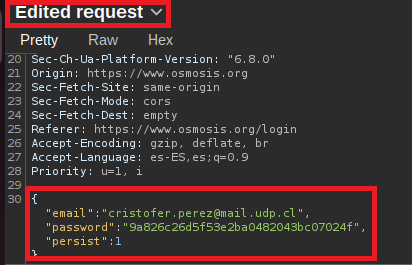 Edited request
Pretty Raw Hex
20 Sec-Ch-Ua-Platform-Version: "6.8.0"
21 Origin: https://www.osmosis.org
22 Sec-Fetch-Site: same-origin
23 Sec-Fetch-Mode: cors
24 Sec-Fetch-Dest: empty
25 Referer: https://www.osmosis.org/login
26 Accept-Encoding: gzip, deflate, br
27 Accept-Language: es-ES,es;q=0.9
28 Priority: u=1, i
29
30 {
"email":"cristofer.perez@mail.udp.cl",
"password":"9a826c26d5f53e2ba0482043bc07024f",
"persist":1
}